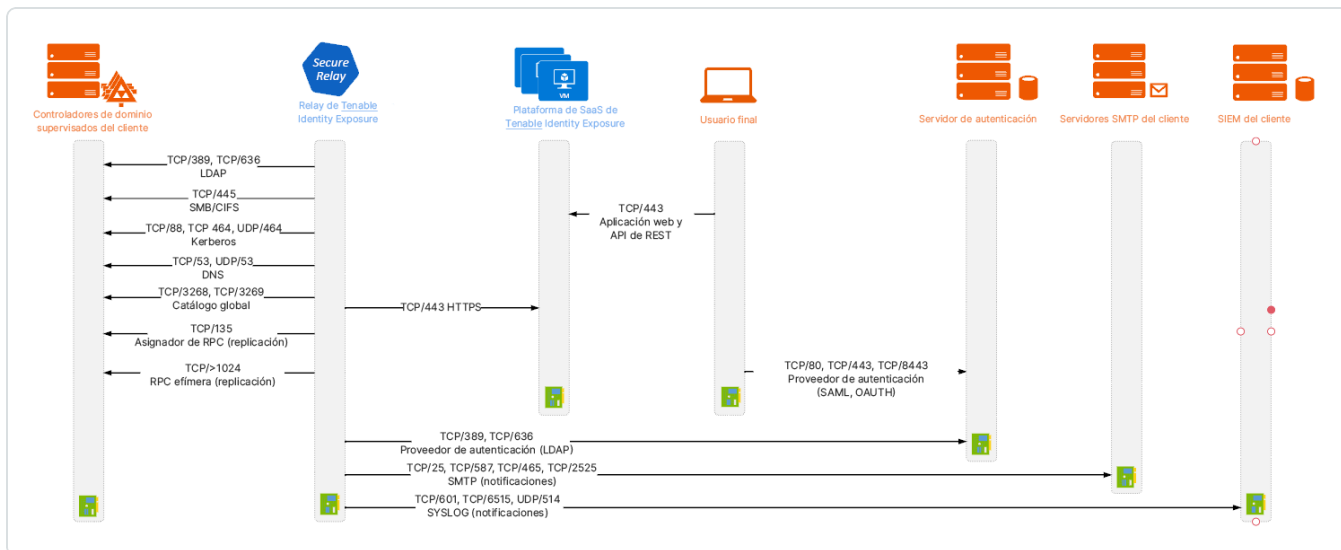 Secure
Relay
VM
Controladores de dominio
supervisados del cliente
Relay de Tenable
Identity Exposure
Plataforma de SaaS de
Tenable Identity Exposure
Usuario final
Servidor de autenticación
Servidores SMTP del cliente
SIEM del cliente
TCP/389, TCP/636
LDAP
TCP/445
SMB/CIFS
TCP/88, TCP 464, UDP/464
Kerberos
TCP/53, UDP/53
DNS
TCP/3268, TCP/3269
Catálogo global
TCP/135
Asignador de RPC (replicación)
TCP/>1024
RPC efímera (replicación)
TCP/443
Aplicación web y
API de REST
TCP/443 HTTPS
TCP/80, TCP/443, TCP/8443
Proveedor de autenticación
(SAML, OAUTH)
TCP/389, TCP/636
Proveedor de autenticación (LDAP)
TCP/25, TCP/587, TCP/465, TCP/2525
SMTP (notificaciones)
TCP/601, TCP/6515, UDP/514
SYSLOG (notificaciones)